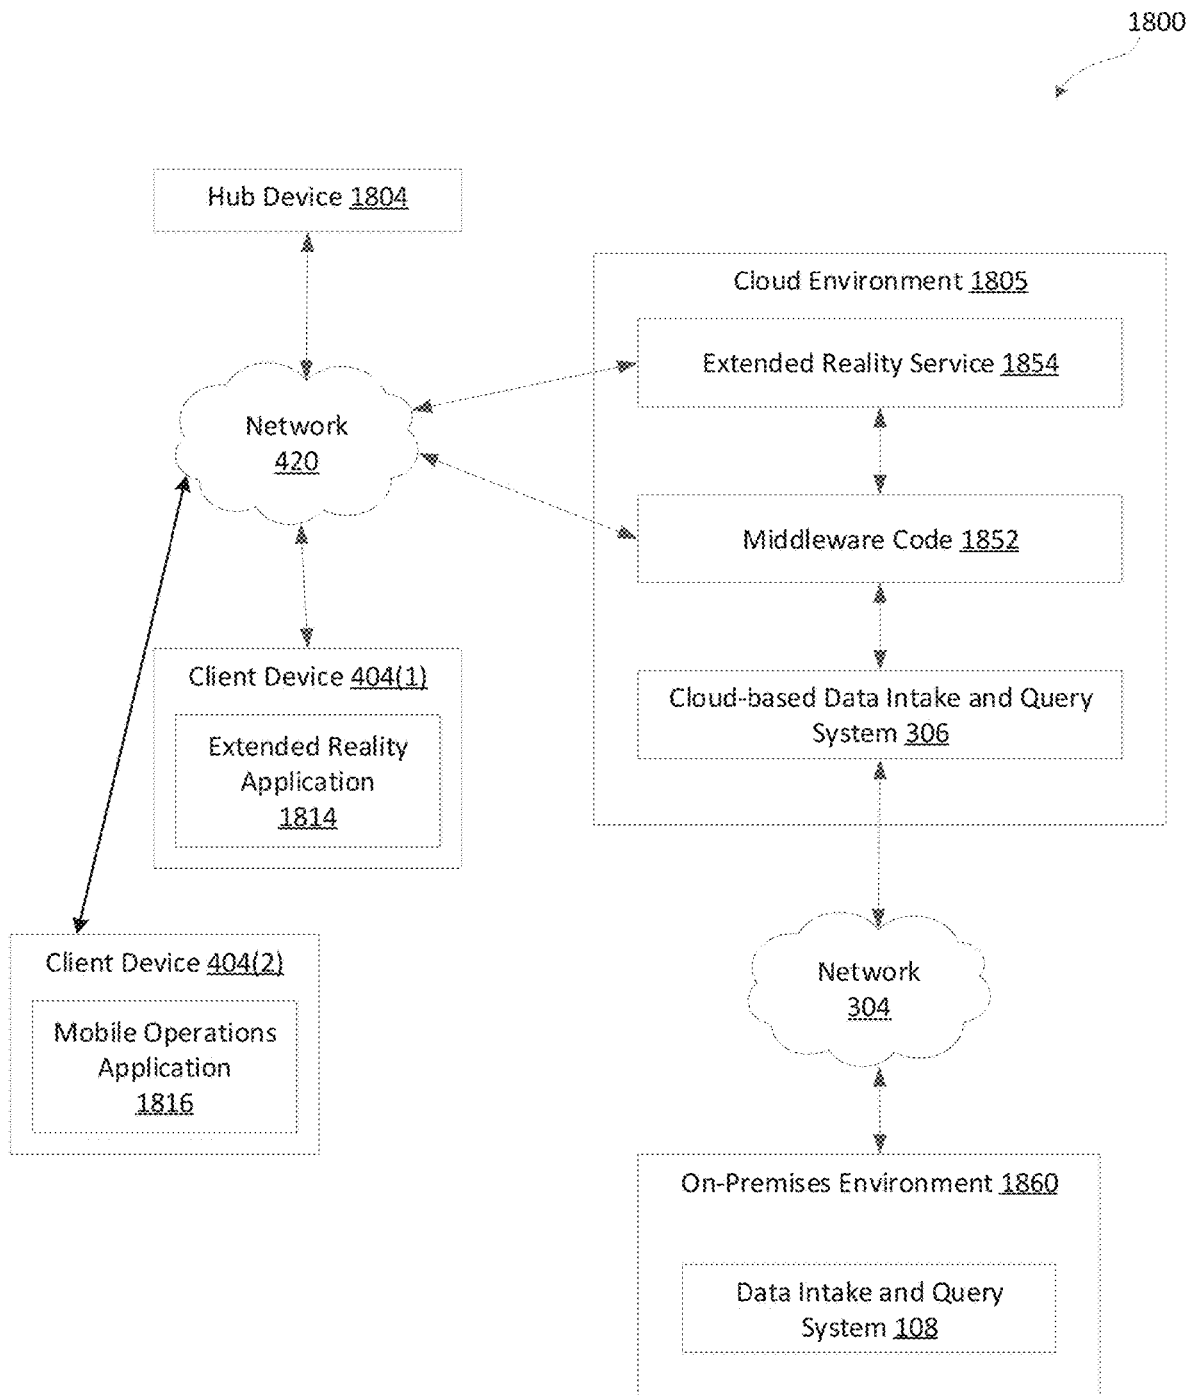 1800
Hub Device 1804
Cloud Environment 1805
Extended Reality Service 1854
Network
420
Middleware Code 1852
Client Device 404(1)
Extended Reality
Application
1814
Cloud-based Data Intake and Query
System 306
Client Device 404(2)
Mobile Operations
Application
1816
Network
304
On-Premises Environment 1860
Data Intake and Query
System 108